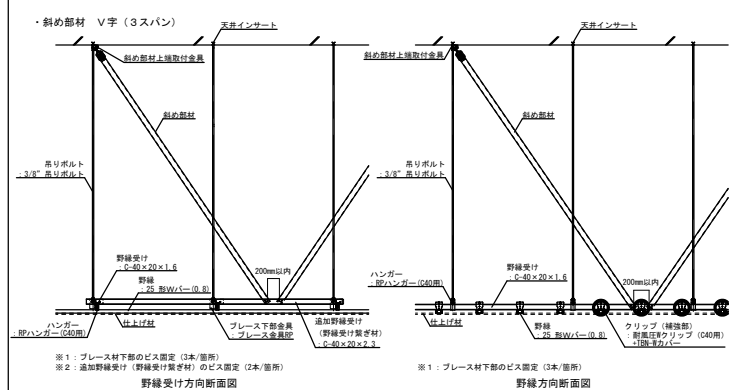 ・斜め部材 V字（３スパン）
天井インサート
斜め部材上端取付金具
斜め部材
吊りボルト
：3/8” 吊りボルト
野縁受け
：C-40×20×1.6
野縁
：25 形Wバー(0.8)
200mm以内
ハンガー
：RPハンガー(C40用)
仕上げ材
ブレース下部金具
：ブレース金具RP
追加野縁受け
(野縁受け繋ぎ材)
：C-40×20×2.3
※１：ブレース材下部のビス固定（3本/箇所）
※２：追加野縁受け（野縁受け繋ぎ材）のビス固定（2本/箇所）
野縁受け方向断面図
天井インサート
斜め部材上端取付金具
斜め部材
吊りボルト
：3/8” 吊りボルト
ハンガー
：RPハンガー(C40用)
野縁受け
：C-40×20×1.6
200mm以内
仕上げ材
野縁
：25 形Wバー(0.8)
クリップ（補強部）
：耐風圧Wクリップ（C40用）
+TBN-Wカバー
※１：ブレース材下部のビス固定（3本/箇所）
野縁方向断面図